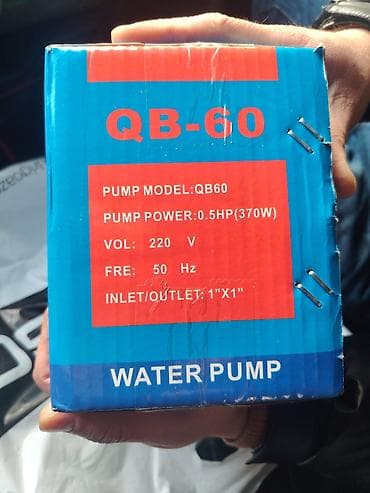 QB-60
PUMP MODEL:QB60
PUMP POWER:0.5HP(370W)
VOL: 220 V
FRE: 50 Hz
INLET/OUTLET: 1"X1"
WATER PUMP